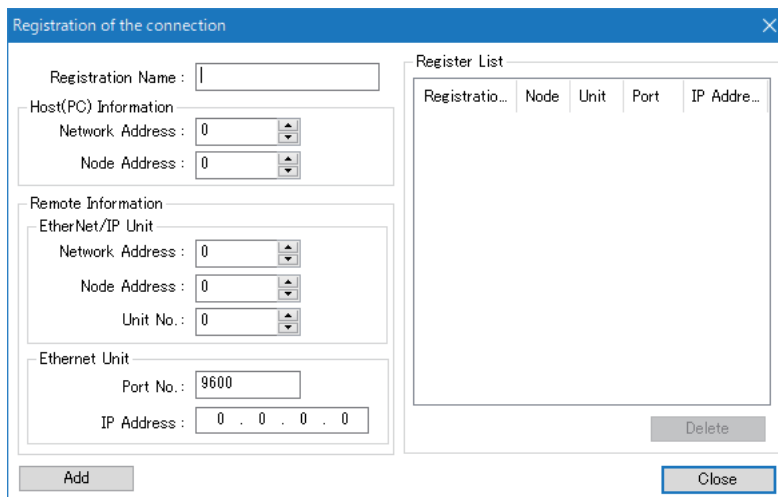 Registration of the connection
Registration Name :
Host(PC) Information
Network Address : 0
Node Address : 0
Remote Information
EtherNet/IP Unit
Network Address : 0
Node Address : 0
Unit No. : 0
Ethernet Unit
Port No. : 9600
IP Address : 0 . 0 . 0 . 0
Add
Register List
Registratio... Node Unit Port IP Addre...
Delete
Close